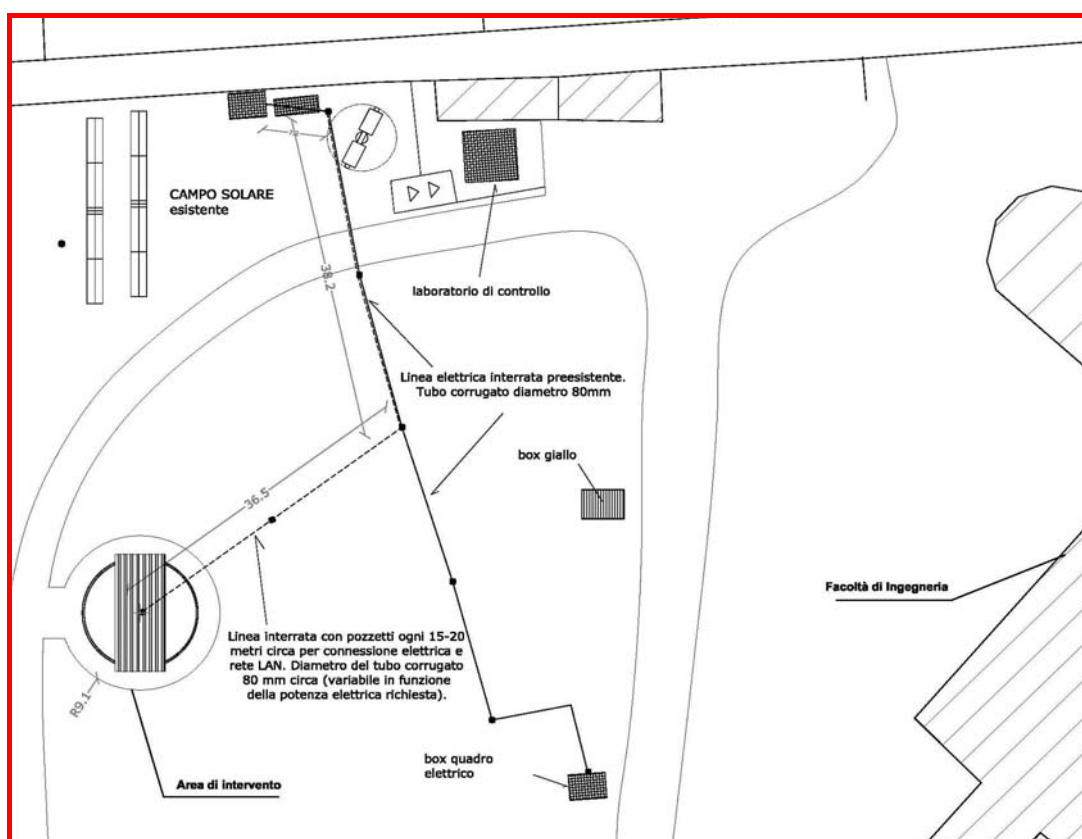 CAMPO SOLARE
esistente
38.2
laboratorio di controllo
Linea elettrica interrata preesistente.
Tubo corrugato diametro 80mm
box giallo
36.5
Facoltà di Ingegneria
Linea interrata con pozzetti ogni 15-20
metri circa per connessione elettrica e
rete LAN. Diametro del tubo corrugato
80 mm circa (variabile in funzione
della potenza elettrica richiesta).
R9.1
box quadro
elettrico
Area di intervento